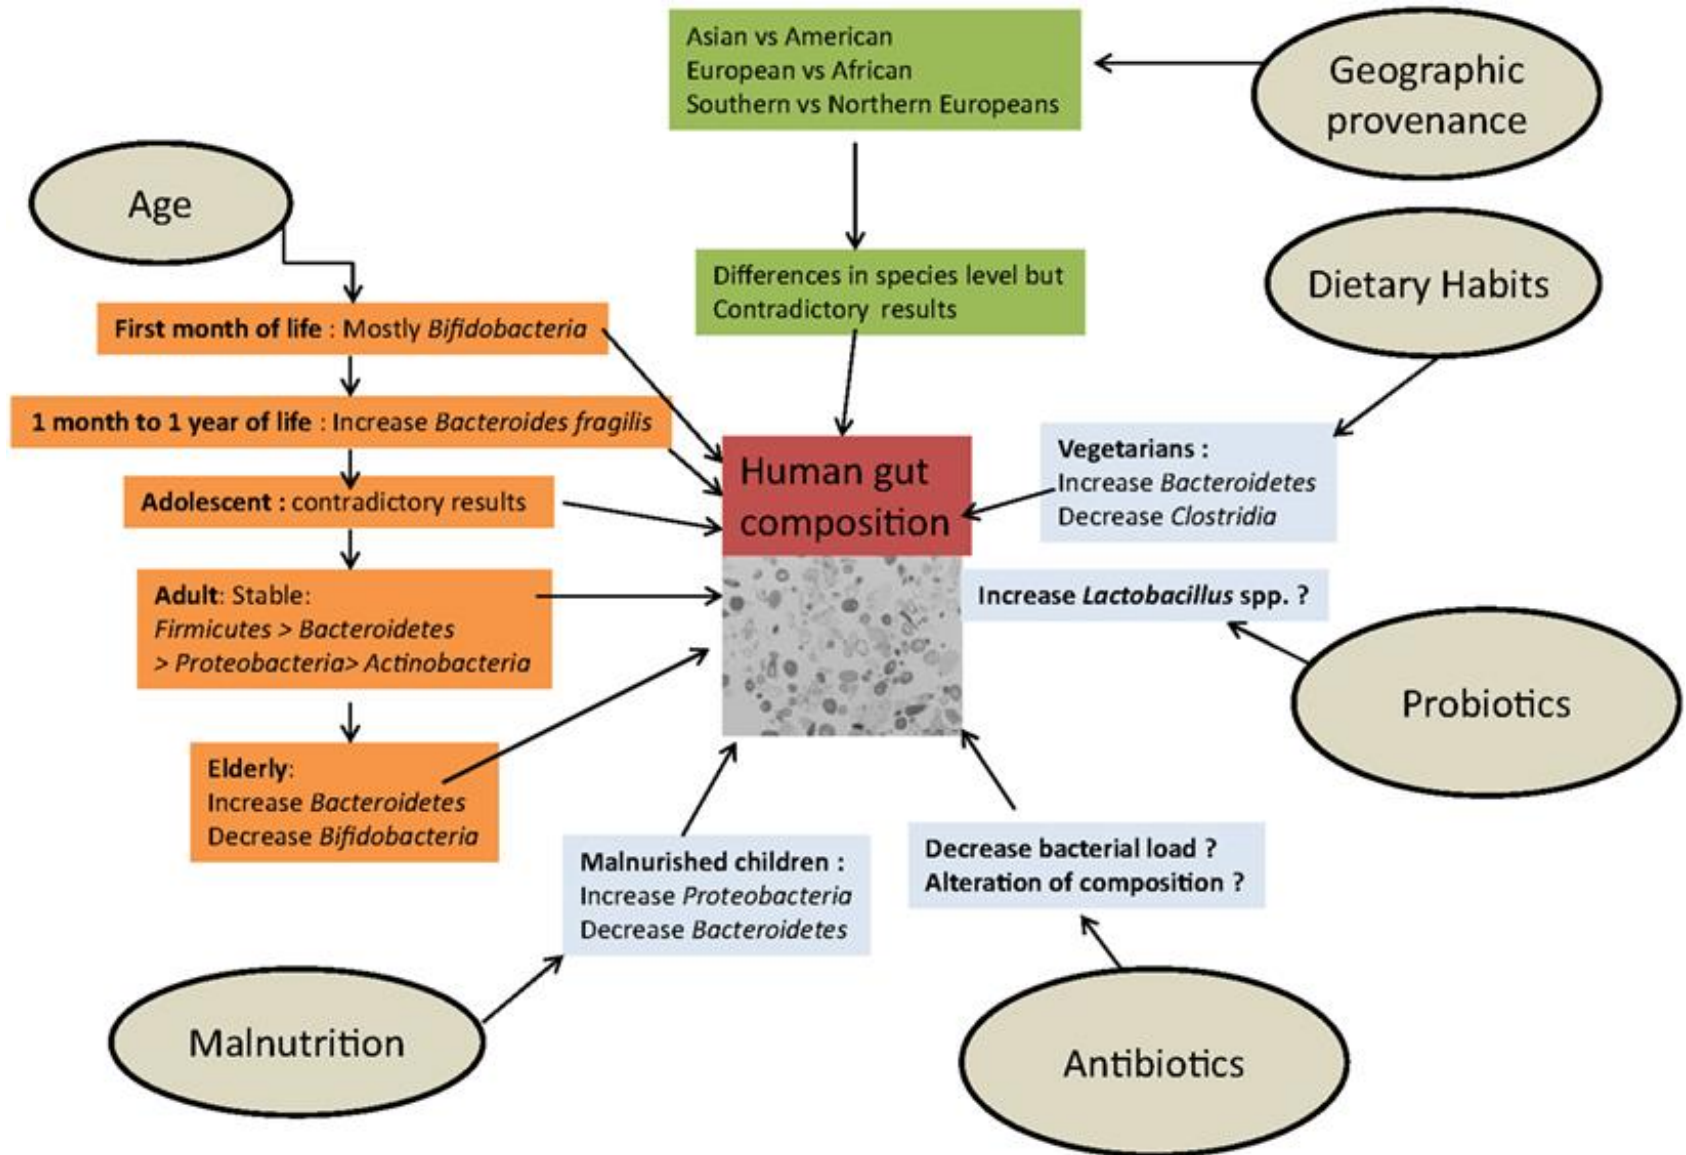 Asian vs American
European vs African
Southern vs Northern Europeans
Geographic
provenance
Age
Differences in species level but
Contradictory results
Dietary Habits
First month of life : Mostly Bifidobacteria
1 month to 1 year of life : Increase Bacteroides fragilis
Adolescent : contradictory results
Human gut
composition
Vegetarians :
Increase Bacteroidetes
Decrease Clostridia
Adult: Stable:
Firmicutes > Bacteroidetes
> Proteobacteria> Actinobacteria
Increase Lactobacillus spp. ?
Probiotics
Elderly:
Increase Bacteroidetes
Decrease Bifidobacteria
Malnurished children :
Increase Proteobacteria
Decrease Bacteroidetes
Decrease bacterial load ?
Alteration of composition ?
Malnutrition
Antibiotics